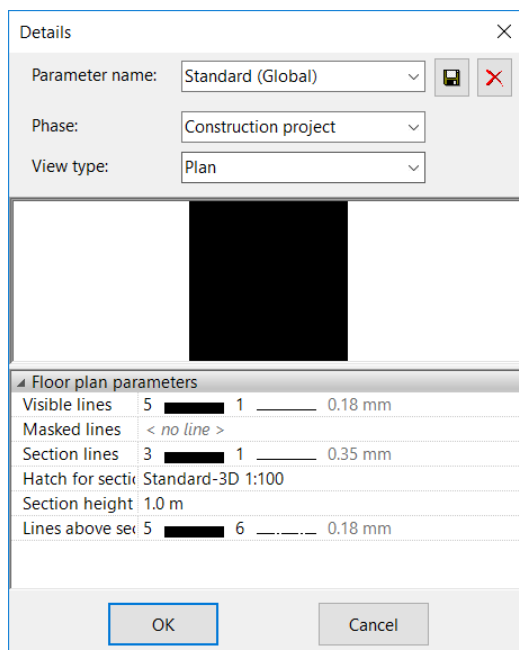 Details
Parameter name: Standard (Global)
Phase: Construction project
View type: Plan
Floor plan parameters
Visible lines 5 1 0.18 mm
Masked lines < no line >
Section lines 3 1 0.35 mm
Hatch for sectic Standard-3D 1:100
Section height 1.0 m
Lines above sec 5 6 0.18 mm
OK Cancel